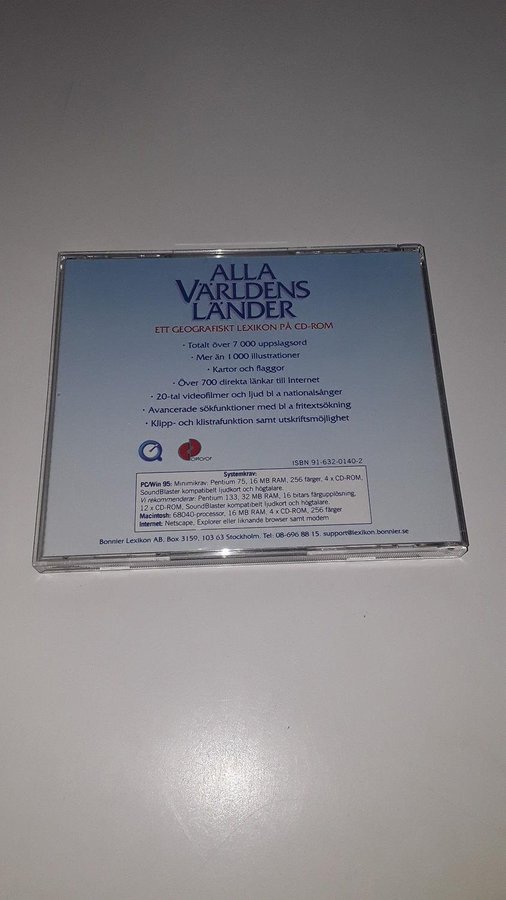 ALLA
VÄRLDENS
LÄNDER
ETT GEOGRAFISKT LEXIKON PÅ CD-ROM
· Totalt över 7 000 uppslagsord
· Mer än 1 000 illustrationer
· Kartor och flaggor
· Över 700 direkta länkar till Internet
· 20-tal videofilmer och ljud bl a nationalsånger
· Avancerade sökfunktioner med bl a fritextsökning
· Klipp- och klistrafunktion samt utskriftsmöjlighet
ISBN 91-632-0140-2
Systemkrav:
PC/Win 95: Minimikrav: Pentium 75, 16 MB RAM, 256 färger, 4 x CD-ROM,
SoundBlaster kompatibelt ljudkort och högtalare.
Vi rekommenderar: Pentium 133, 32 MB RAM, 16 bitars färgupplösning,
12 x CD-ROM, SoundBlaster kompatibelt ljudkort och högtalare.
Macintosh: 68040-processor, 16 MB RAM, 4 x CD-ROM, 256 färger
Internet: Netscape, Explorer eller liknande browser samt modem
Bonnier Lexikon AB, Box 3159, 103 63 Stockholm. Tel. 08-696 88 15. support@lexikon.bonnier.se